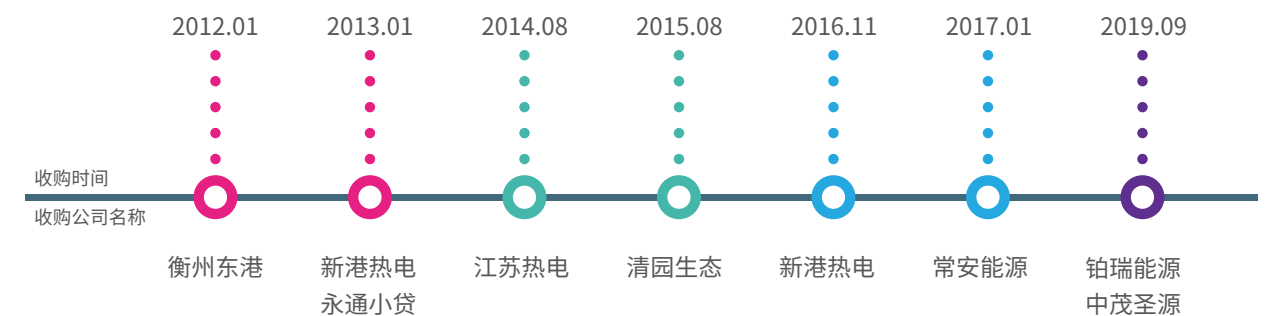 2012.01 2013.01 2014.08 2015.08 2016.11 2017.01 2019.09
收购时间
收购公司名称
衡州东港 新港热电 江苏热电 清园生态 新港热电 常安能源 铂瑞能源
永通小贷 中茂圣源